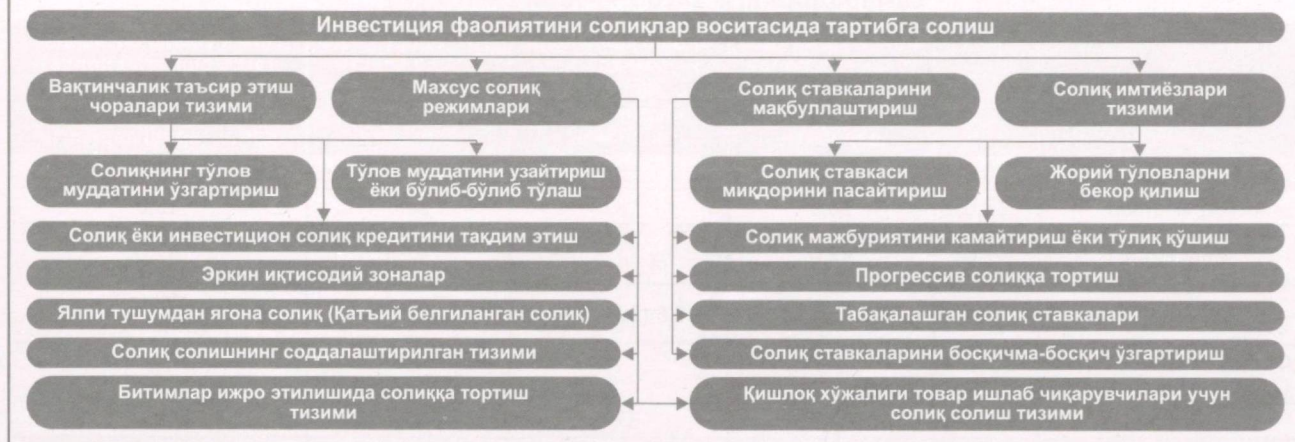 Инвестиция фаолиятини солиқлар воситасида тартибга солиш
Вақтинчалик таъсир этиш
чоралари тизими
Махсус солиқ
режимлари
Солиқ ставкаларини
мақбуллаштириш
Солиқ имтиёзлари
тизими
Солиқнинг тўлов
муддатини ўзгартириш
Тўлов муддатини узайтириш
ёки бўлиб-бўлиб тўлаш
Солиқ ставкаси
миқдорини пасайтириш
Жорий тўловларни
бекор қилиш
Солиқ ёки инвестицион солиқ кредитини тақдим этиш
Солиқ мажбуриятини камайтириш ёки тўлиқ қўшиш
Эркин иқтисодий зоналар
Прогрессив солиққа тортиш
Ялпи тушумдан ягона солиқ (Қатъий белгиланган солиқ)
Табақалашган солиқ ставкалари
Солиқ солишнинг соддалаштирилган тизими
Солиқ ставкаларини босқичма-босқич ўзгартириш
Битимлар ижро этилишида солиққа тортиш
тизими
Қишлоқ хўжалиги товар ишлаб чиқарувчилари учун
солиқ солиш тизими